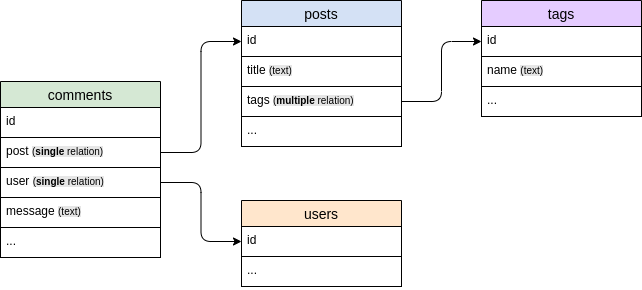 comments
id
post (single relation)
user (single relation)
message (text)
...
posts
id
title (text)
tags (multiple relation)
...
tags
id
name (text)
...
users
id
...